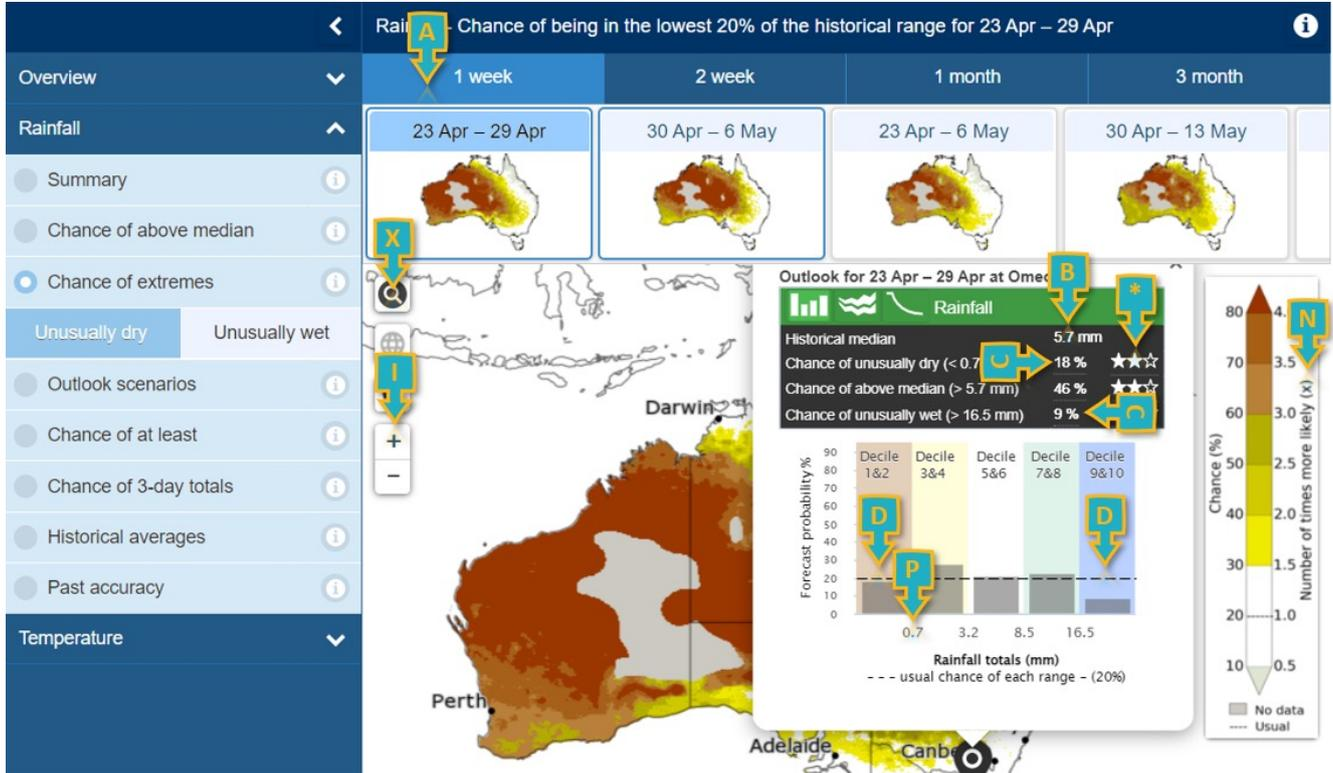 Rai - Chance of being in the lowest 20% of the historical range for 23 Apr – 29 Apr
A
Overview
1 week
2 week
1 month
3 month
Rainfall
23 Apr – 29 Apr
30 Apr – 6 May
23 Apr – 6 May
30 Apr – 13 May
Summary
Chance of above median
Chance of extremes
Unusually dry
Unusually wet
Outlook scenarios
Chance of at least
Chance of 3-day totals
Historical averages
Past accuracy
Temperature
X
I
+
−
Darwin
Perth
Adelaide
Canbe
Outlook for 23 Apr – 29 Apr at Omeo
B
*
Rainfall
Historical median 5.7 mm
Chance of unusually dry (< 0.7 C 18 % ★★☆
Chance of above median (> 5.7 mm) 46 % ★★☆
Chance of unusually wet (> 16.5 mm) 9 % C
Forecast probability%
90
80
70
60
50
40
30
20
10
0
Decile 1&2
Decile 3&4
Decile 5&6
Decile 7&8
Decile 9&10
D
P
D
0.7 3.2 8.5 16.5
Rainfall totals (mm)
- - - usual chance of each range - (20%)
N
Chance (%)
Number of times more likely (x)
80 4.
70 3.5
60 3.0
50 2.5
40 2.0
30 1.5
20 1.0
10 0.5
No data
---- Usual